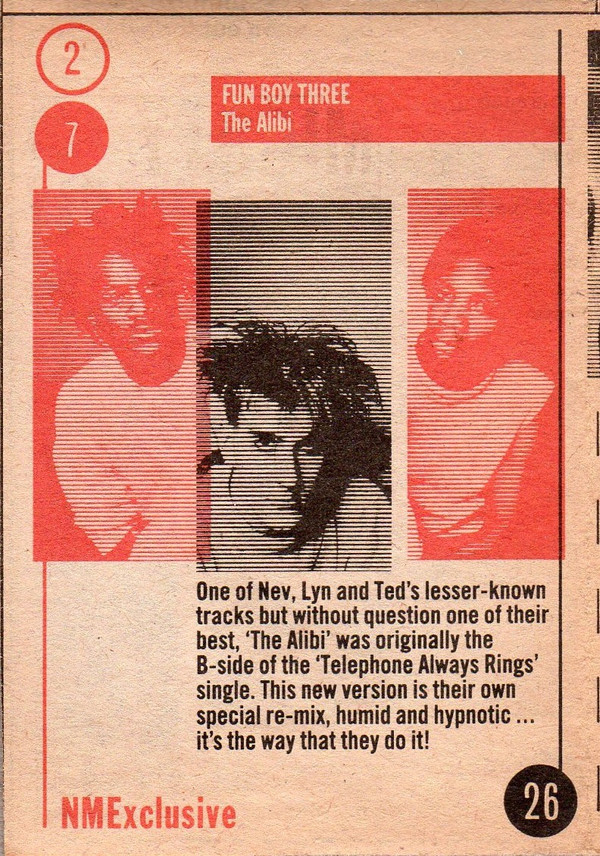 2
7
FUN BOY THREE
The Alibi
One of Nev, Lyn and Ted's lesser-known
tracks but without question one of their
best, 'The Alibi' was originally the
B-side of the 'Telephone Always Rings'
single. This new version is their own
special re-mix, humid and hypnotic ...
it's the way that they do it!
NMExclusive
26